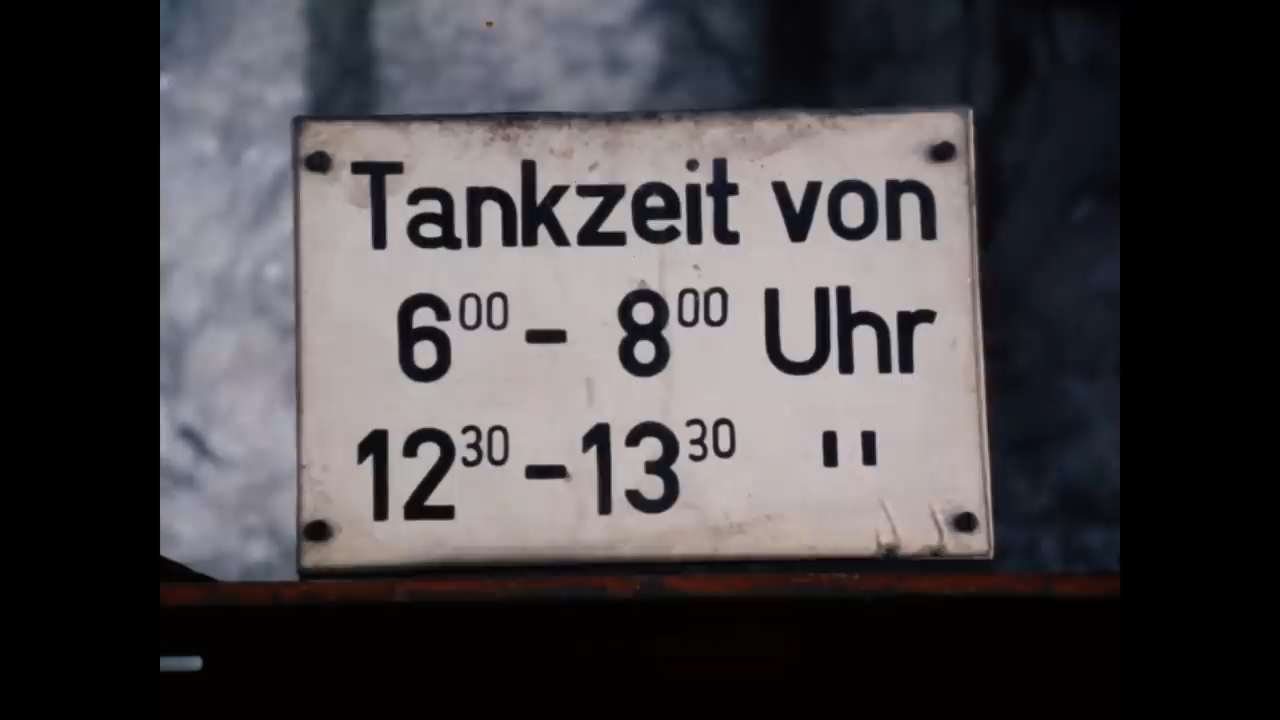 Tankzeit von
6⁰⁰ - 8⁰⁰ Uhr
12³⁰ - 13³⁰ "